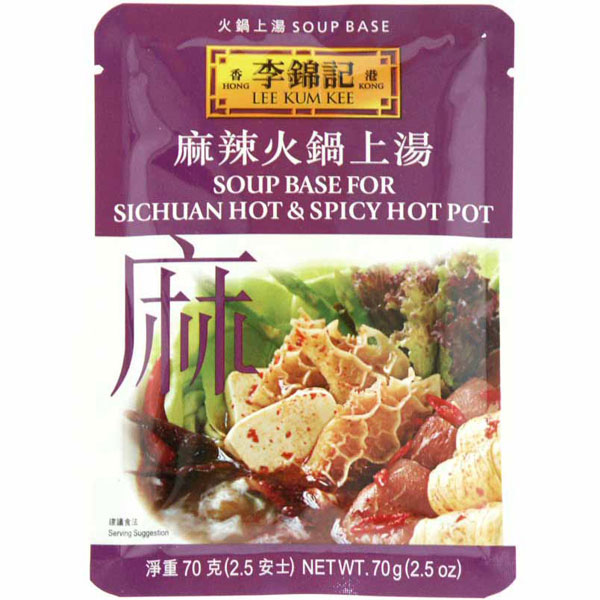 火鍋上湯 SOUP BASE
香 李錦記 港
HONG LEE KUM KEE KONG
麻辣火鍋上湯
SOUP BASE FOR
SICHUAN HOT & SPICY HOT POT
麻
建議食法
Serving Suggestion
淨重 70 克 (2.5 安士) NET WT. 70g (2.5 oz)